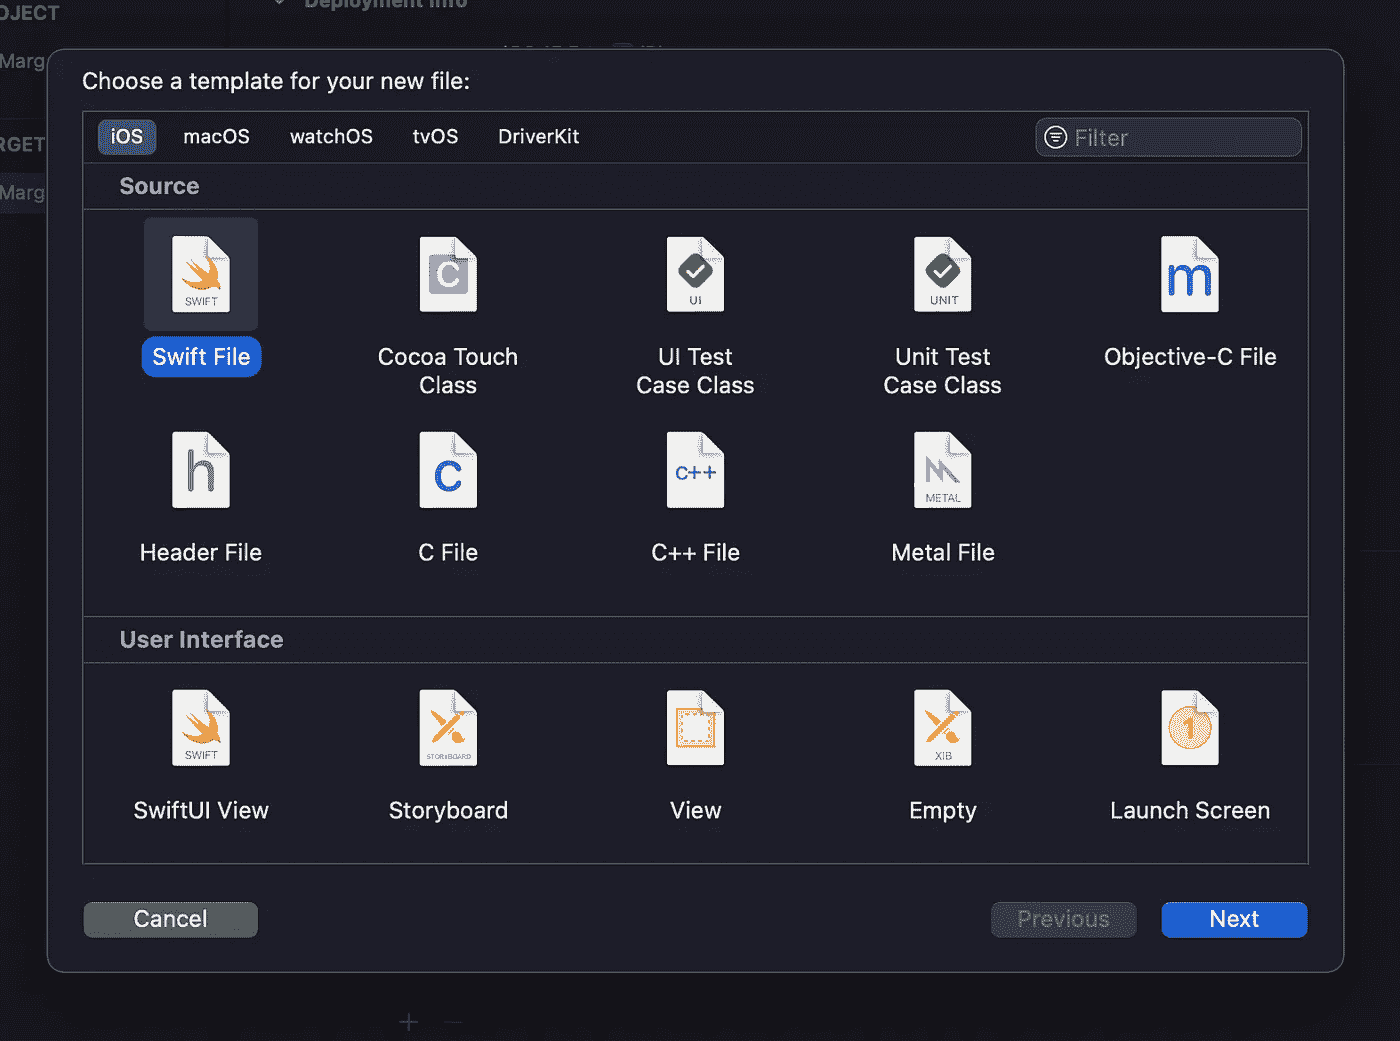 OJECT
Deployment Info
Marg
Choose a template for your new file:
iOS macOS watchOS tvOS DriverKit Filter
RGET
Marg
Source
SWIFT
C
UI
UNIT
m
Swift File
Cocoa Touch
Class
UI Test
Case Class
Unit Test
Case Class
Objective-C File
h
C
C++
METAL
Header File
C File
C++ File
Metal File
User Interface
SWIFT
STORYBOARD
XIB
1
SwiftUI View
Storyboard
View
Empty
Launch Screen
Cancel
Previous
Next